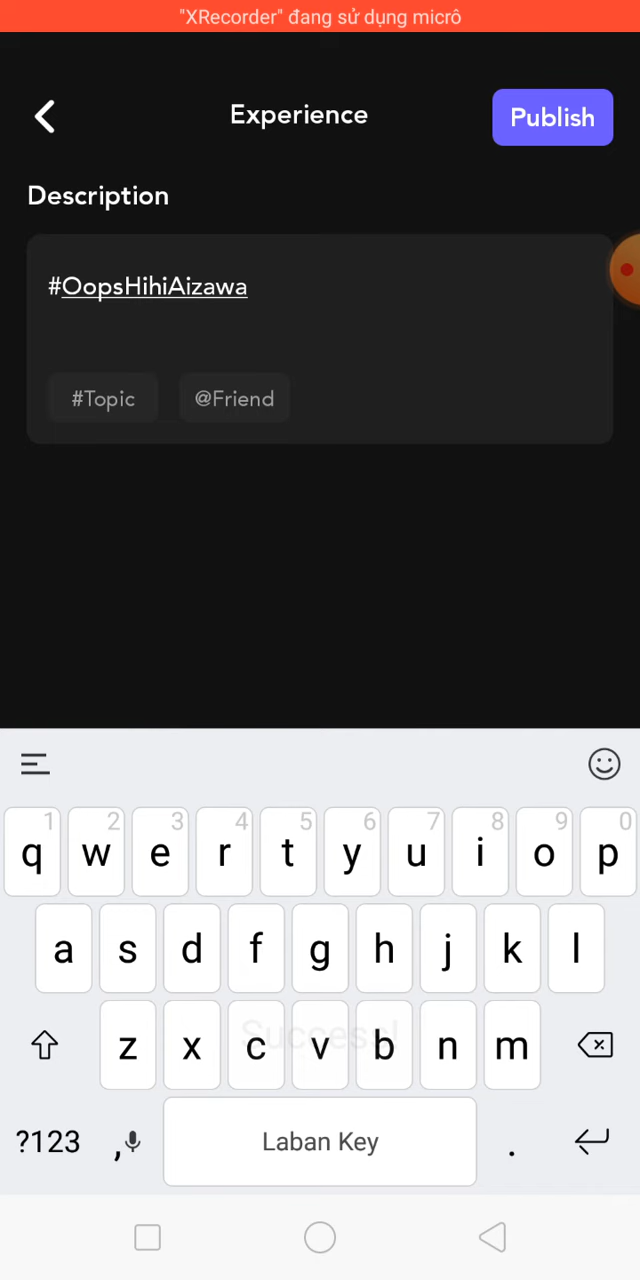 "XRecorder" đang sử dụng micrô
Experience
Publish
Description
#OopsHihiAizawa
#Topic
@Friend
1 2 3 4 5 6 7 8 9 0
q w e r t y u i o p
a s d f g h j k l
Success!
z x c v b n m
?123 , Laban Key .